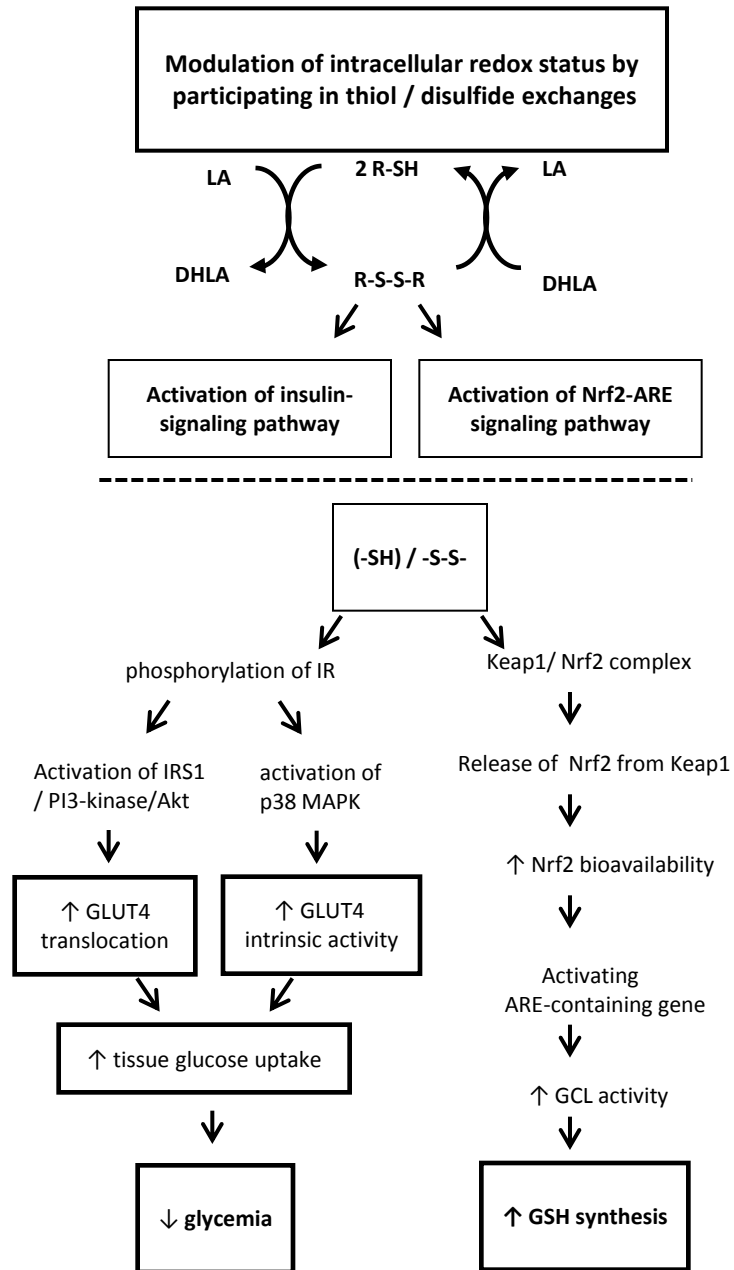 Modulation of intracellular redox status by
participating in thiol / disulfide exchanges
LA
2 R-SH
LA
DHLA
R-S-S-R
DHLA
Activation of insulin-
signaling pathway
Activation of Nrf2-ARE
signaling pathway
(-SH) / -S-S-
phosphorylation of IR
Keap1/ Nrf2 complex
Activation of IRS1
/ PI3-kinase/Akt
activation of
p38 MAPK
Release of Nrf2 from Keap1
↑ GLUT4
translocation
↑ GLUT4
intrinsic activity
↑ Nrf2 bioavailability
Activating
ARE-containing gene
↑ tissue glucose uptake
↑ GCL activity
↓ glycemia
↑ GSH synthesis